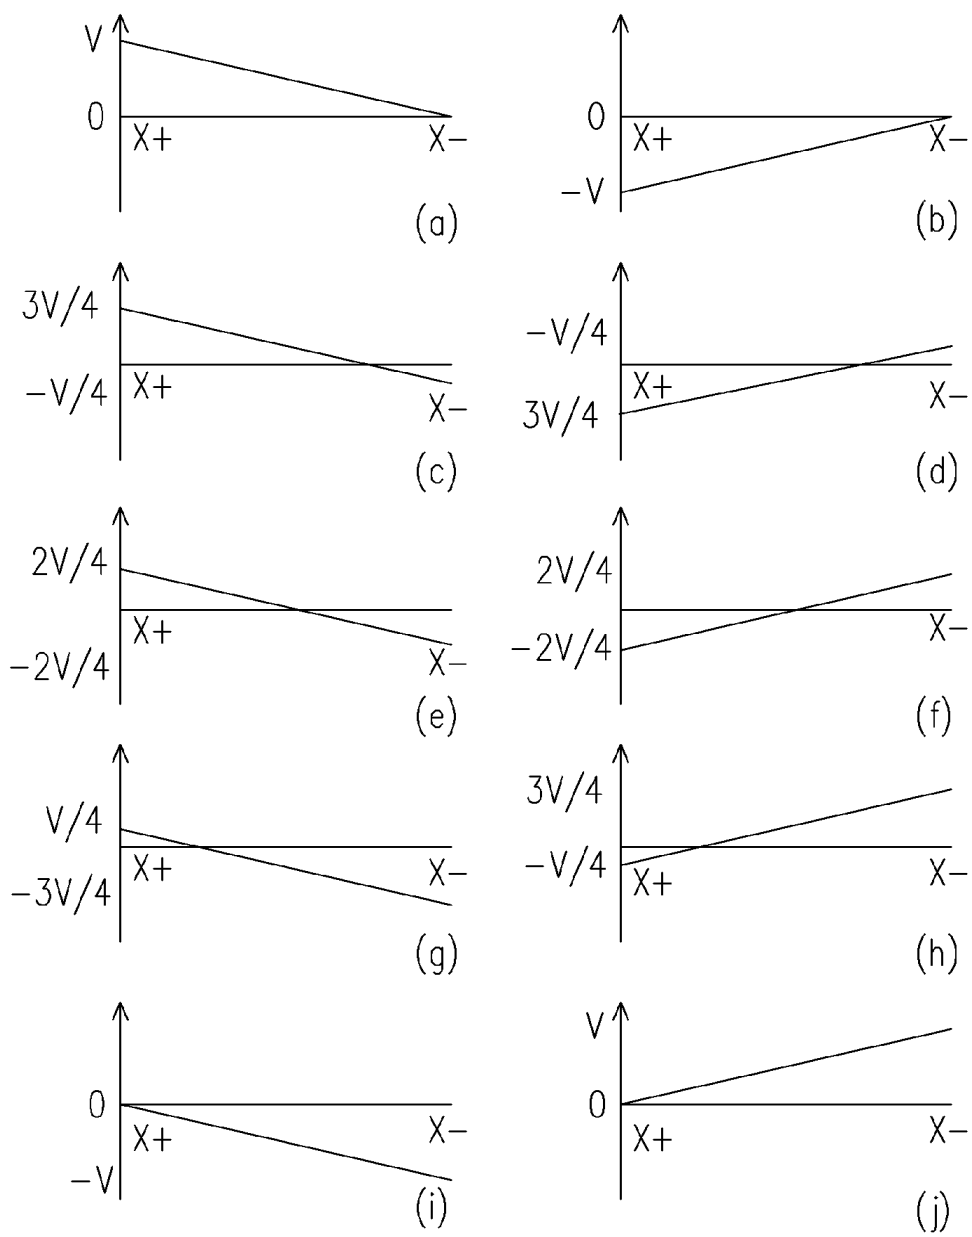 V
0
X+
X-
(a)
0
X+
X-
-V
(b)
3V/4
-V/4
X+
X-
(c)
-V/4
X+
X-
3V/4
(d)
2V/4
X+
-2V/4
X-
(e)
2V/4
X-
-2V/4
(f)
V/4
X+
X-
-3V/4
(g)
3V/4
-V/4
X+
X-
(h)
0
X+
X-
-V
(i)
V
0
X+
X-
(j)